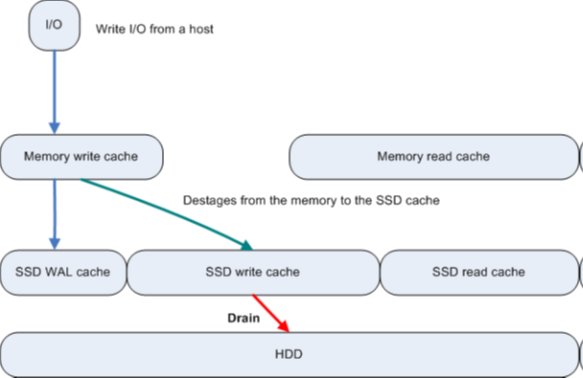 I/O
Write I/O from a host
Memory write cache
Memory read cache
Destages from the memory to the SSD cache
SSD WAL cache
SSD write cache
SSD read cache
Drain
HDD